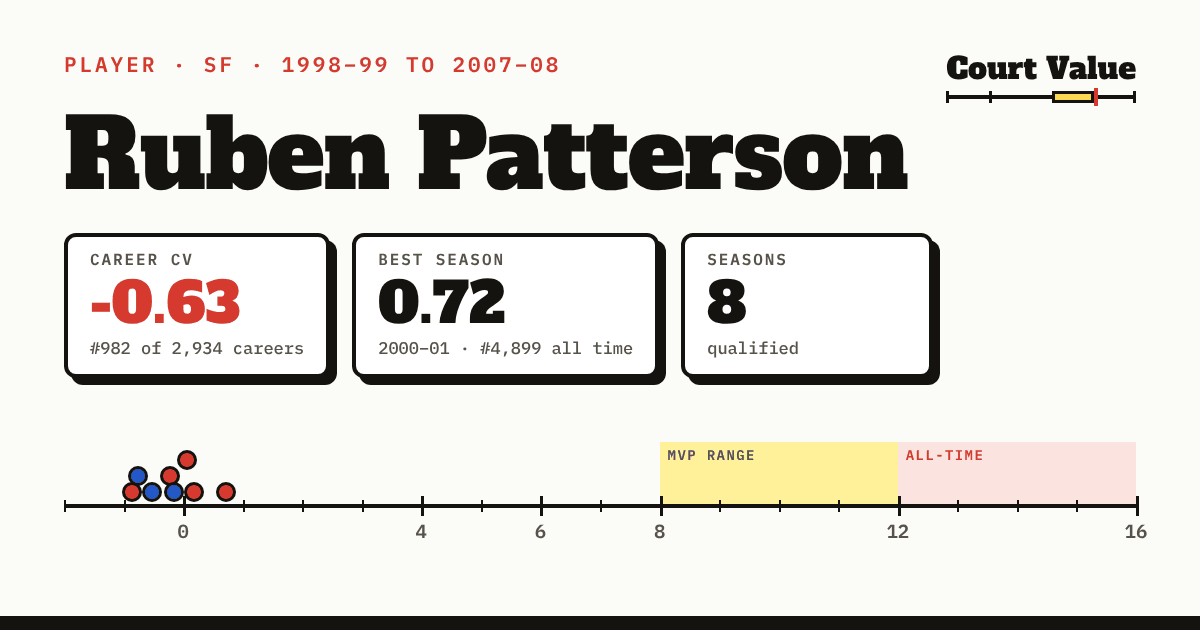 PLAYER · SF · 1998–99 TO 2007–08
Court Value
Ruben Patterson
CAREER CV
-0.63
#982 of 2,934 careers
BEST SEASON
0.72
2000–01 · #4,899 all time
SEASONS
8
qualified
MVP RANGE
ALL-TIME
0 4 6 8 12 16